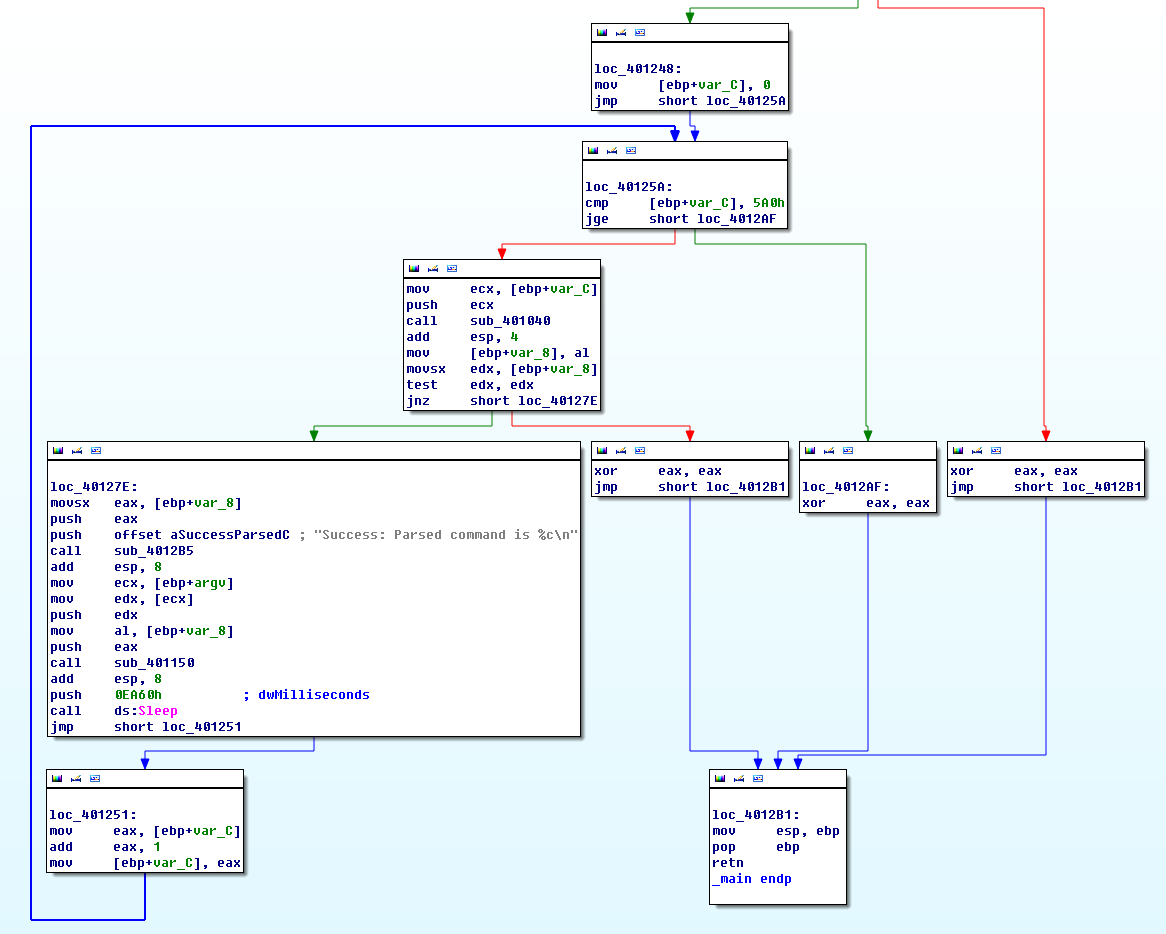 loc_401248:
mov [ebp+var_C], 0
jmp short loc_40125A
loc_40125A:
cmp [ebp+var_C], 5A0h
jge short loc_4012AF
mov ecx, [ebp+var_C]
push ecx
call sub_401040
add esp, 4
mov [ebp+var_8], al
movsx edx, [ebp+var_8]
test edx, edx
jnz short loc_40127E
loc_40127E:
movsx eax, [ebp+var_8]
push eax
push offset aSuccessParsedC ; "Success: Parsed command is %c\n"
call sub_4012B5
add esp, 8
mov ecx, [ebp+argv]
mov edx, [ecx]
push edx
mov al, [ebp+var_8]
push eax
call sub_401150
add esp, 8
push 0EA60h ; dwMilliseconds
call ds:Sleep
jmp short loc_401251
xor eax, eax
jmp short loc_4012B1
loc_4012AF:
xor eax, eax
xor eax, eax
jmp short loc_4012B1
loc_401251:
mov eax, [ebp+var_C]
add eax, 1
mov [ebp+var_C], eax
loc_4012B1:
mov esp, ebp
pop ebp
retn
_main endp